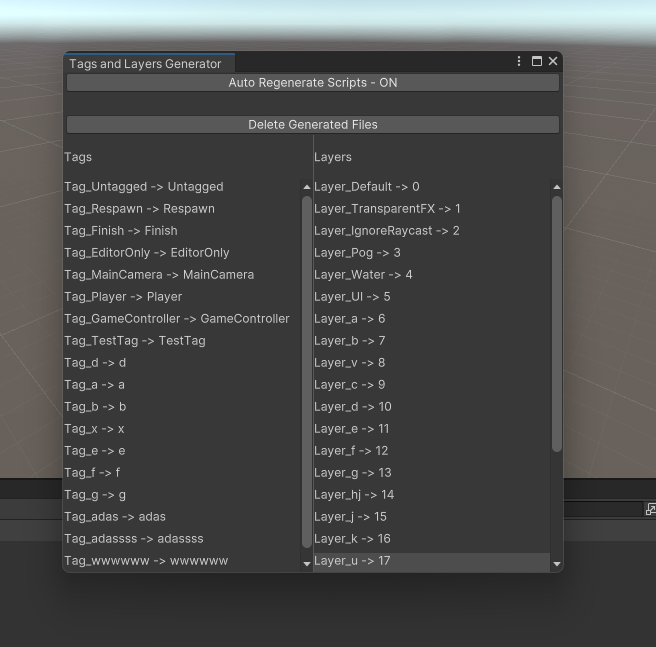 Tags and Layers Generator
Auto Regenerate Scripts - ON
Delete Generated Files
Tags
Tag_Untagged -> Untagged
Tag_Respawn -> Respawn
Tag_Finish -> Finish
Tag_EditorOnly -> EditorOnly
Tag_MainCamera -> MainCamera
Tag_Player -> Player
Tag_GameController -> GameController
Tag_TestTag -> TestTag
Tag_d -> d
Tag_a -> a
Tag_b -> b
Tag_x -> x
Tag_e -> e
Tag_f -> f
Tag_g -> g
Tag_adas -> adas
Tag_adassss -> adassss
Tag_wwwwww -> wwwwww
Layers
Layer_Default -> 0
Layer_TransparentFX -> 1
Layer_IgnoreRaycast -> 2
Layer_Pog -> 3
Layer_Water -> 4
Layer_UI -> 5
Layer_a -> 6
Layer_b -> 7
Layer_v -> 8
Layer_c -> 9
Layer_d -> 10
Layer_e -> 11
Layer_f -> 12
Layer_g -> 13
Layer_hj -> 14
Layer_j -> 15
Layer_k -> 16
Layer_u -> 17